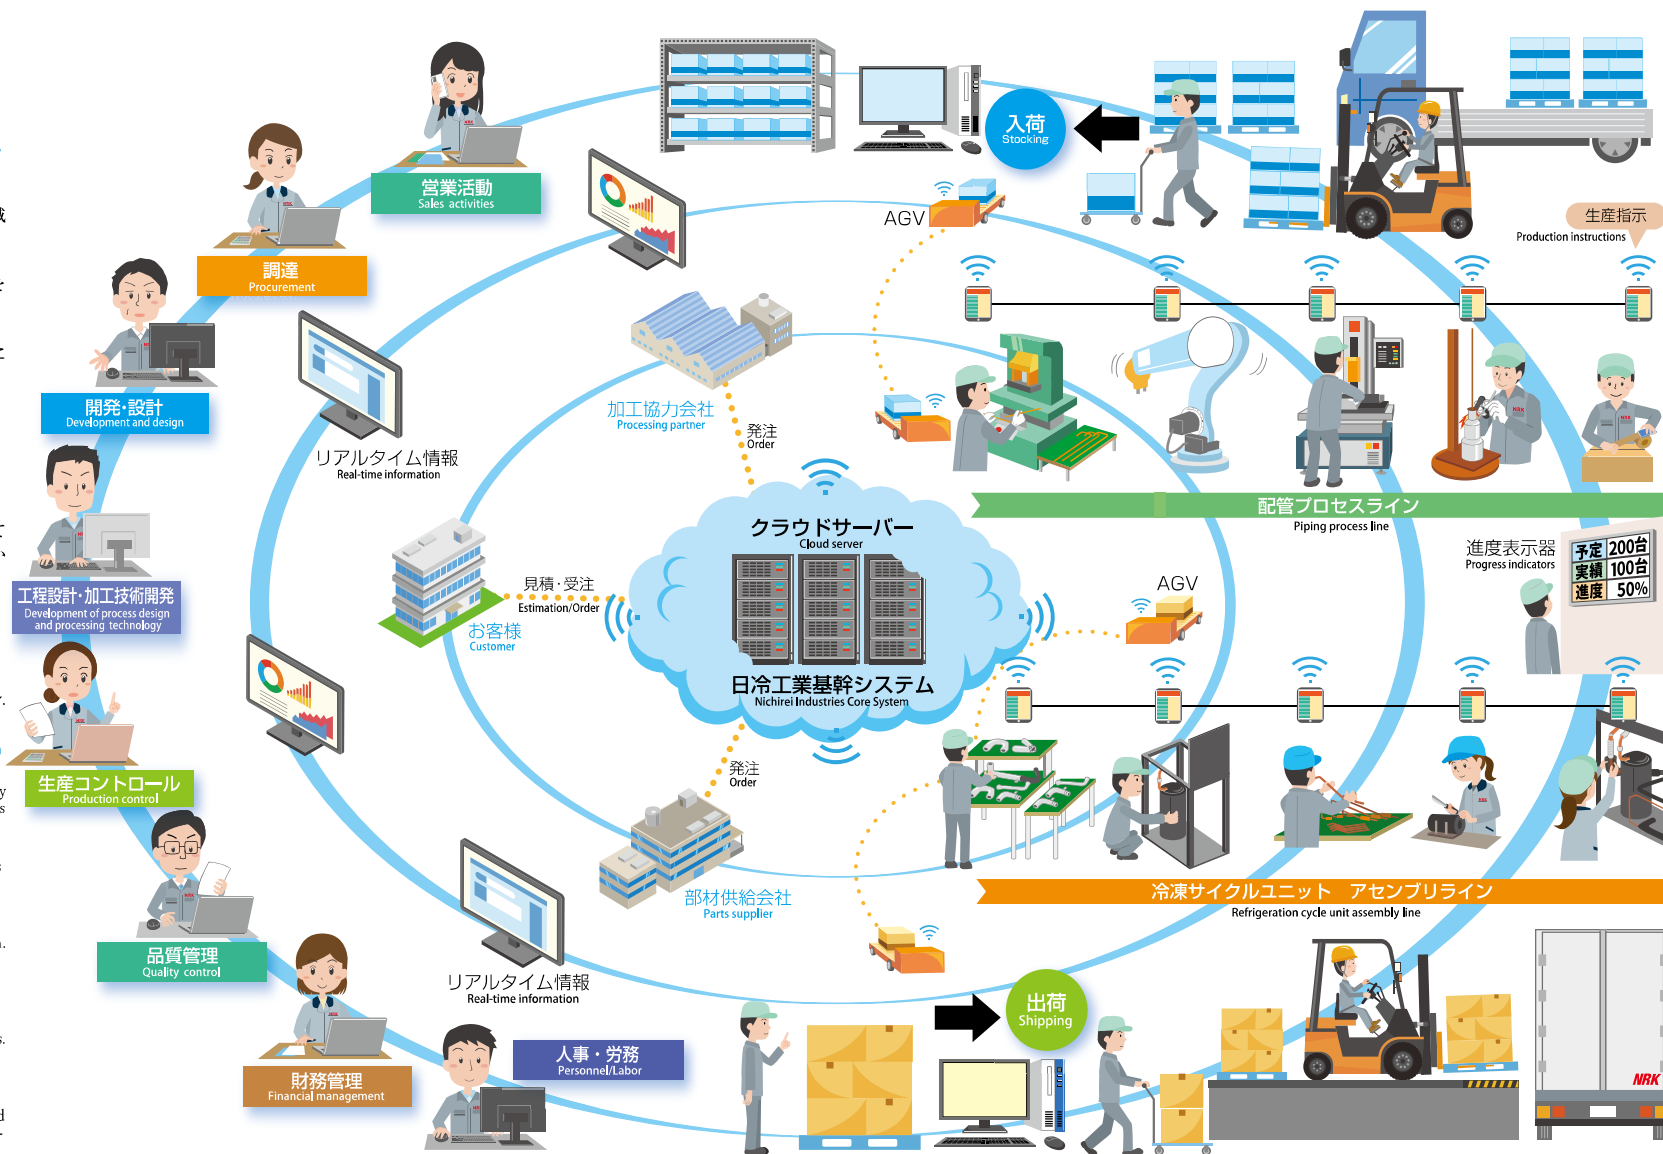 営業活動
Sales activities
調達
Procurement
開発・設計
Development and design
工程設計・加工技術開発
Development of process design
and processing technology
生産コントロール
Production control
品質管理
Quality control
財務管理
Financial management
人事・労務
Personnel/Labor
リアルタイム情報
Real-time information
リアルタイム情報
Real-time information
加工協力会社
Processing partner
発注
Order
見積・受注
Estimation/Order
お客様
Customer
クラウドサーバー
Cloud server
日冷工業基幹システム
Nichirei Industries Core System
発注
Order
部材供給会社
Parts supplier
入荷
Stocking
AGV
生産指示
Production instructions
NRK
配管プロセスライン
Piping process line
進度表示器
Progress indicators
予定 200台
実績 100台
進度 50%
AGV
冷凍サイクルユニット アセンブリライン
Refrigeration cycle unit assembly line
出荷
Shipping
NRK